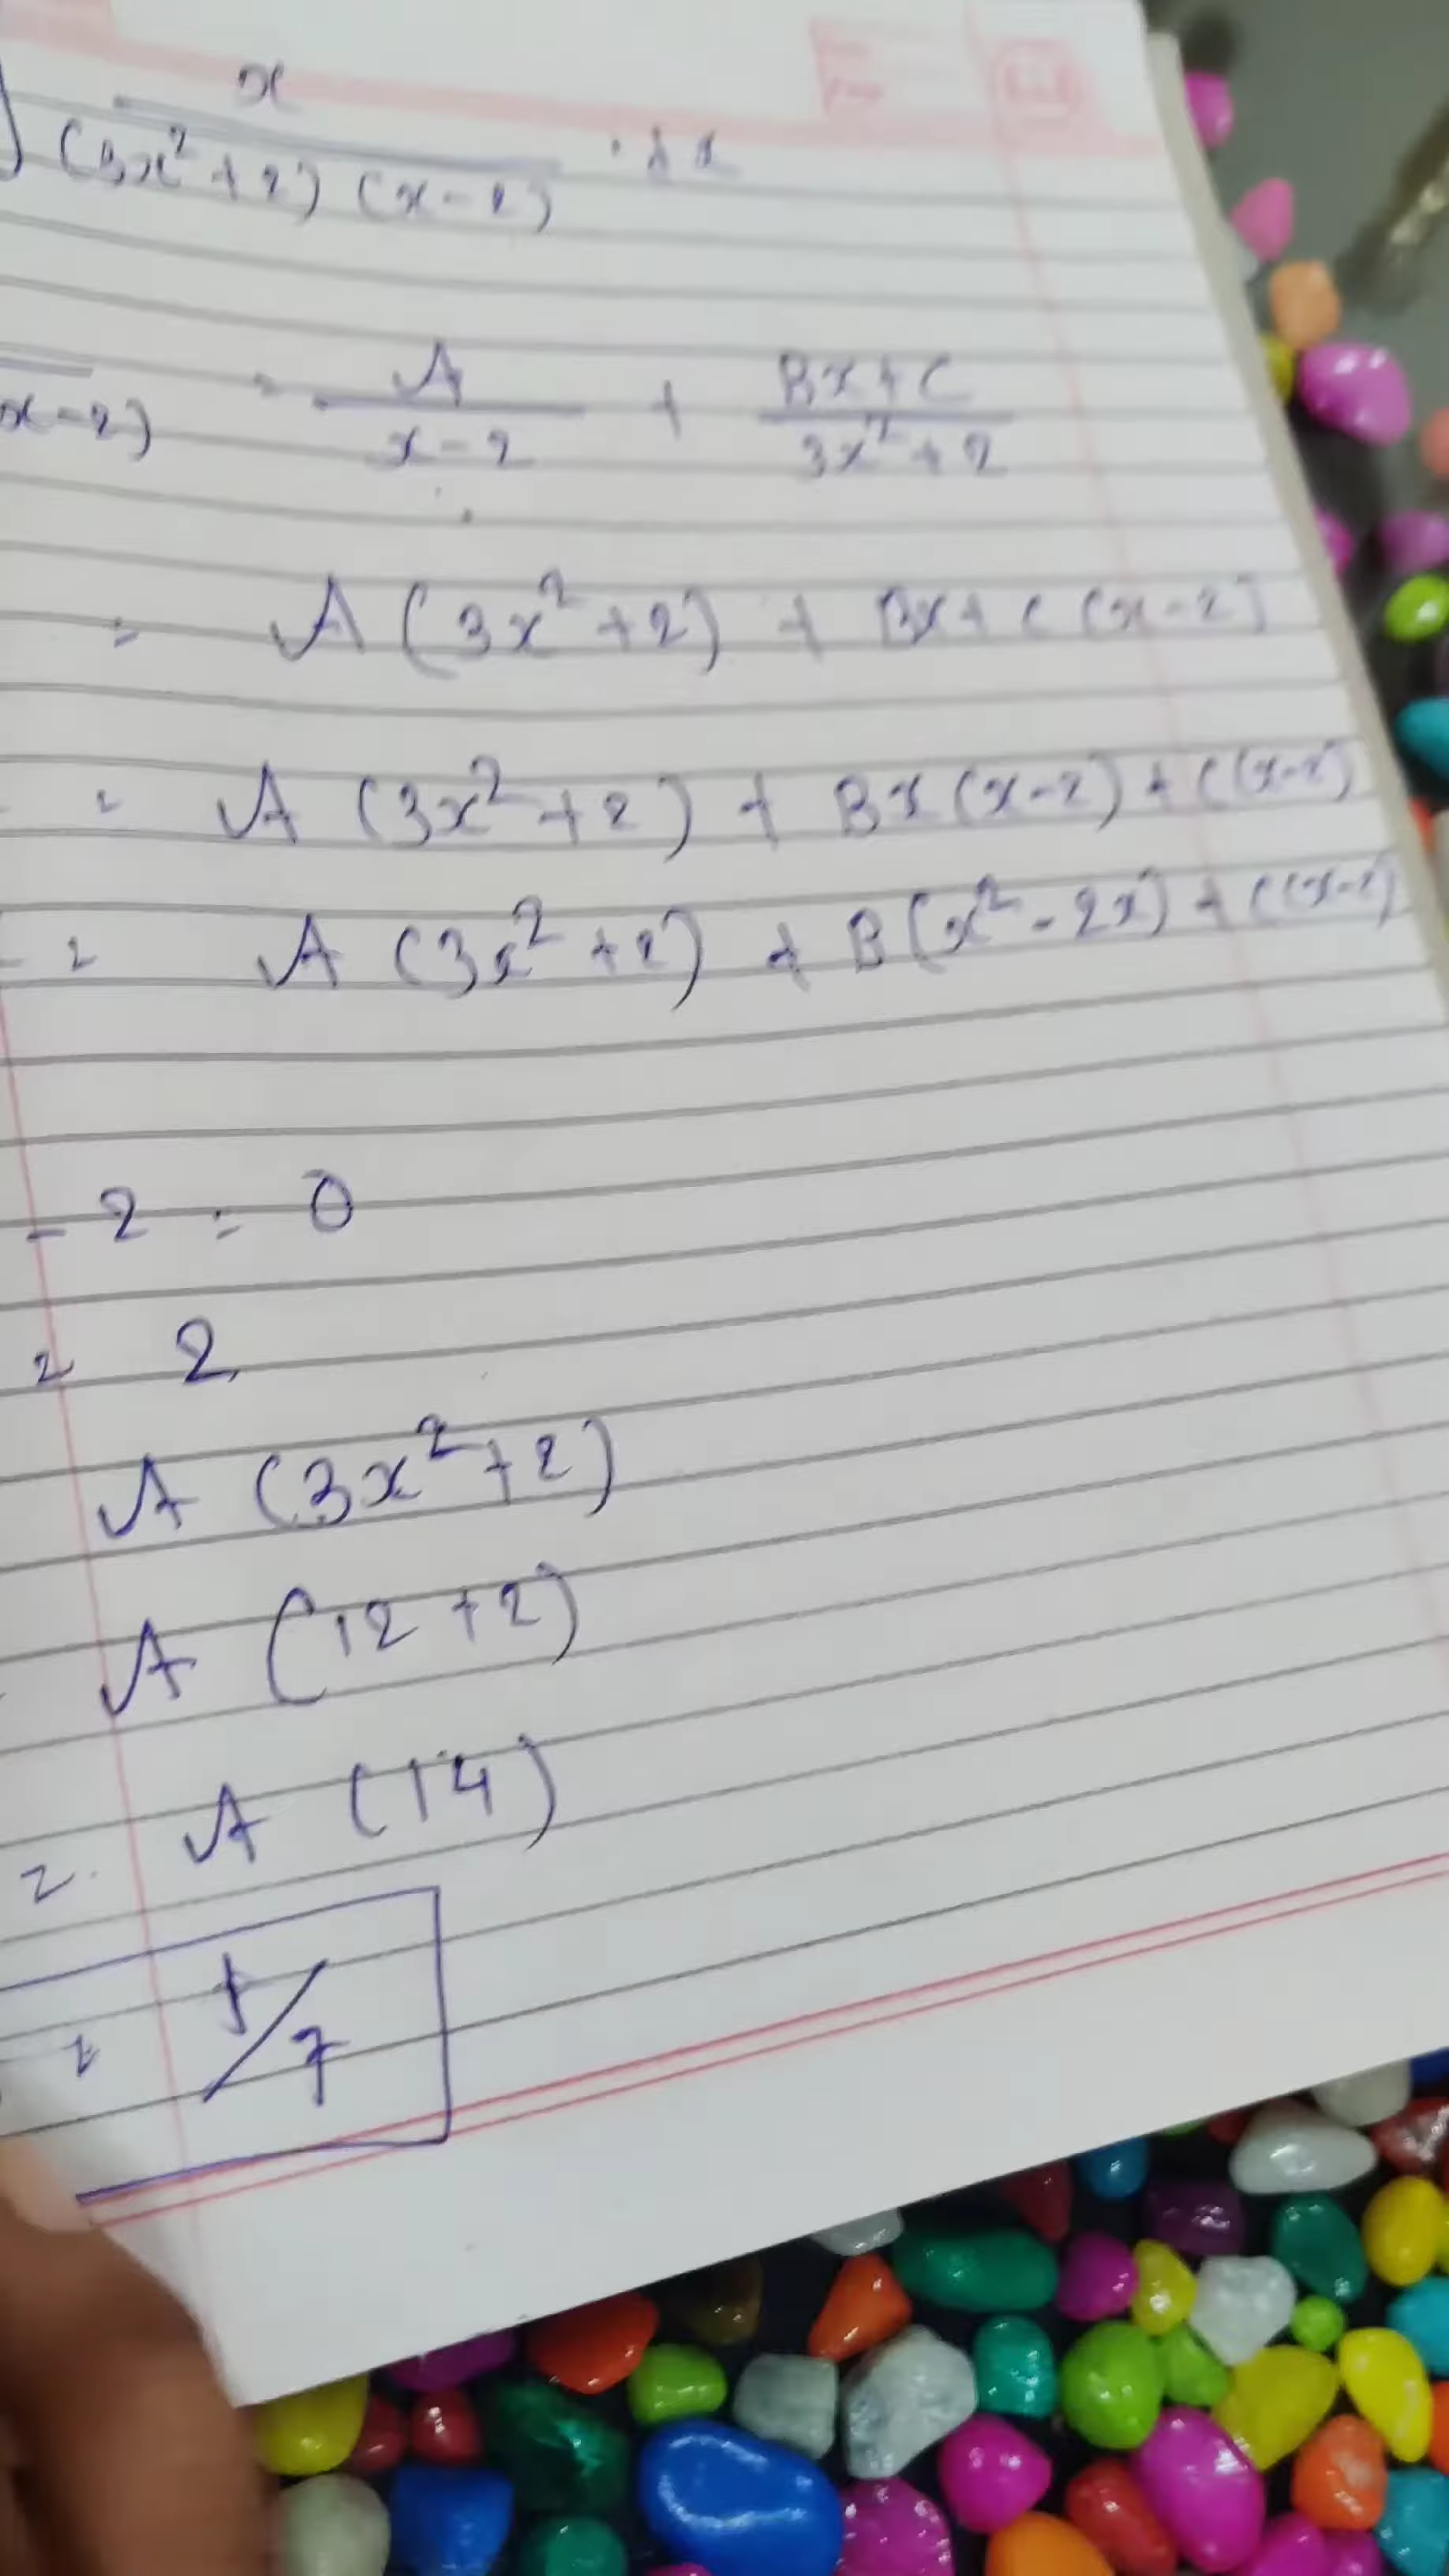 ∫ x / (3x² + 2) (x - 2) . dx
x - 2) = A / x - 2 + Bx + C / 3x² + 2
= A (3x² + 2) + Bx + C (x - 2)
= A (3x² + 2) + Bx (x - 2) + C (x - 2)
= A (3x² + 2) + B (x² - 2x) + C (x - 2)
- 2 = 0
= 2
A (3x² + 2)
A (12 + 2)
= A (14)
= 1/7